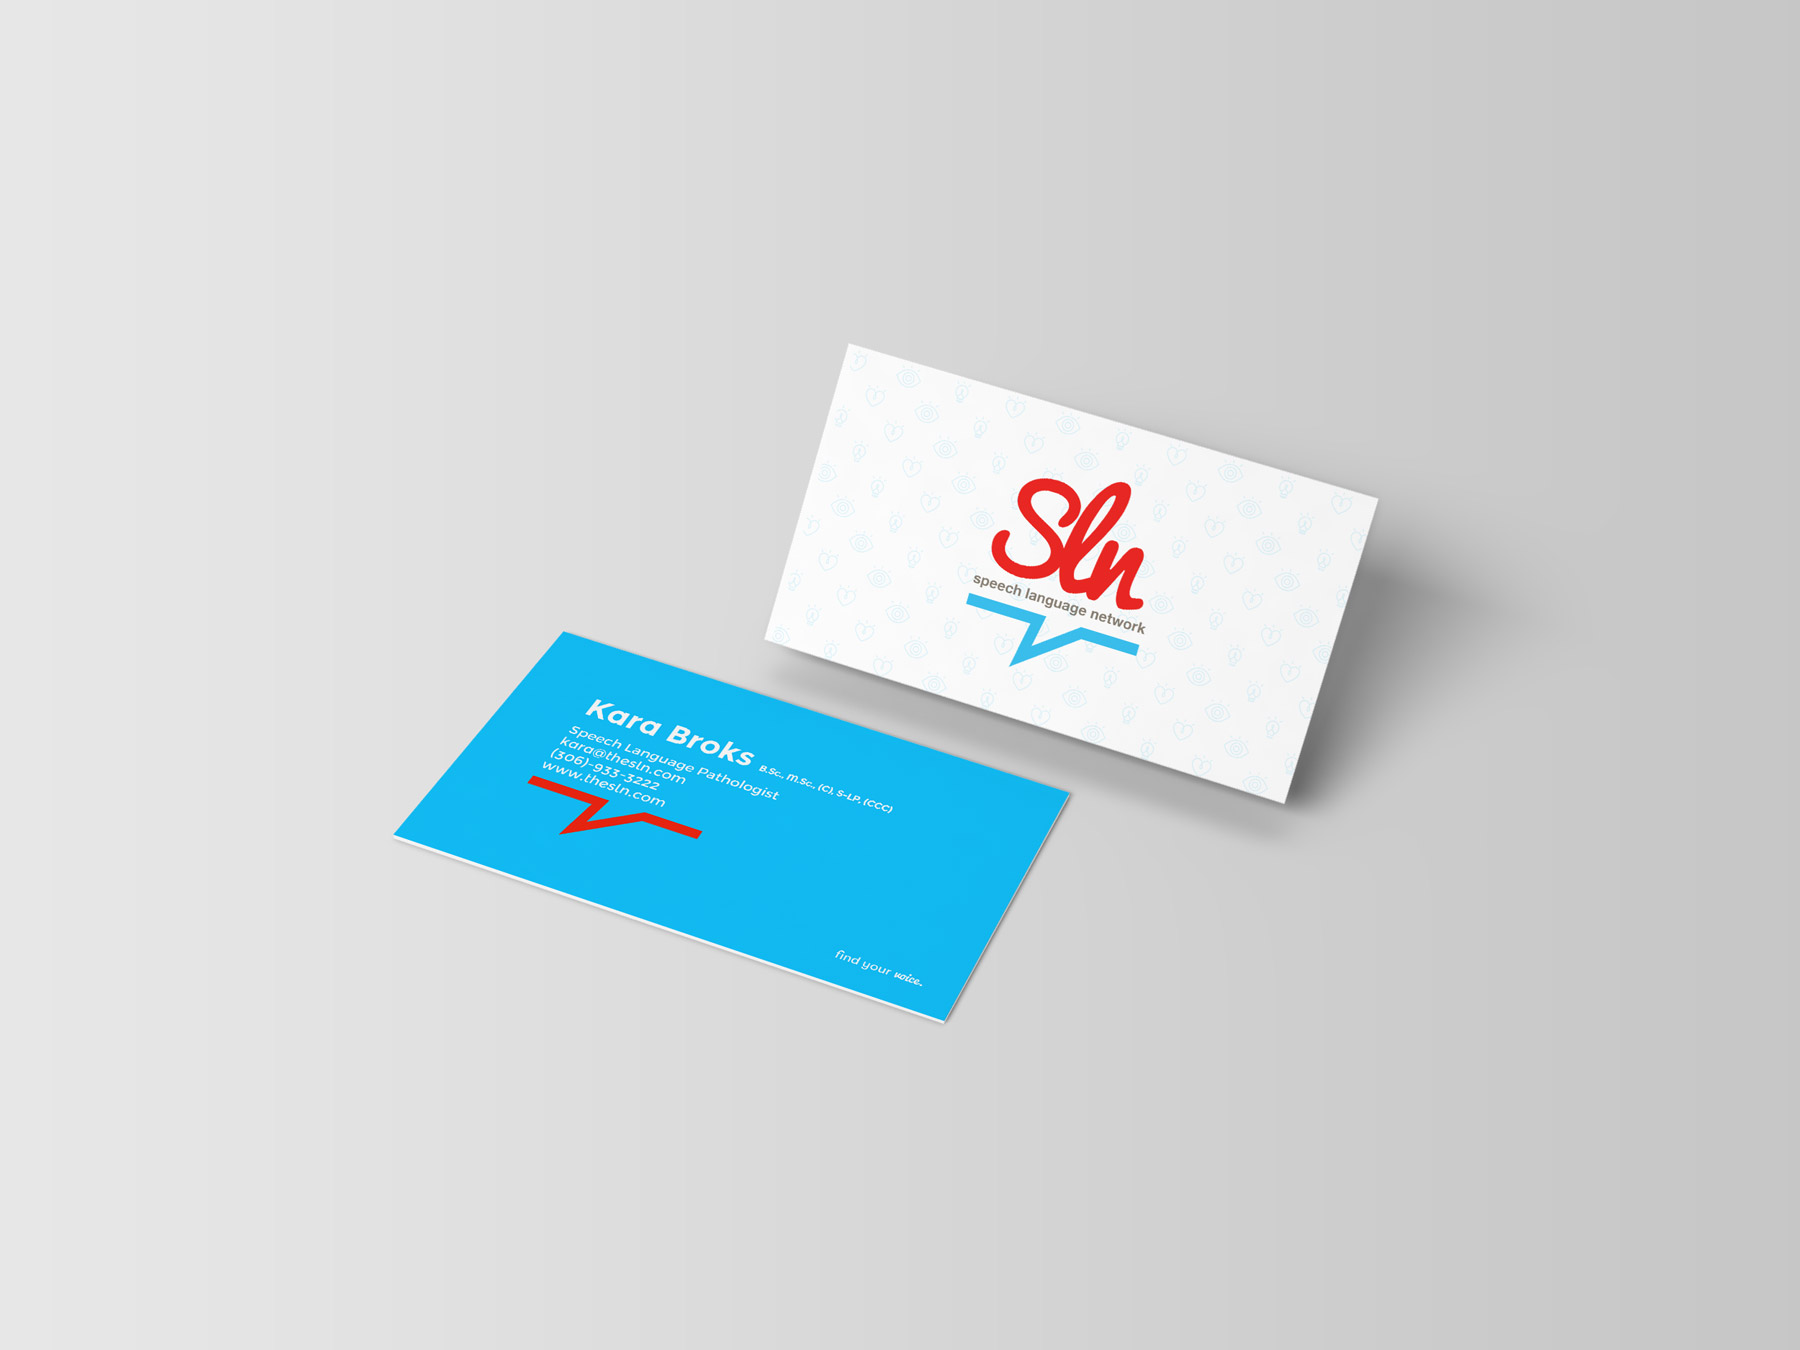 Sln
speech language network
Kara Broks B.Sc., M.Sc., (C), S-LP, (CCC)
Speech Language Pathologist
kara@thesln.com
(306)-933-3222
www.thesln.com
find your voice.